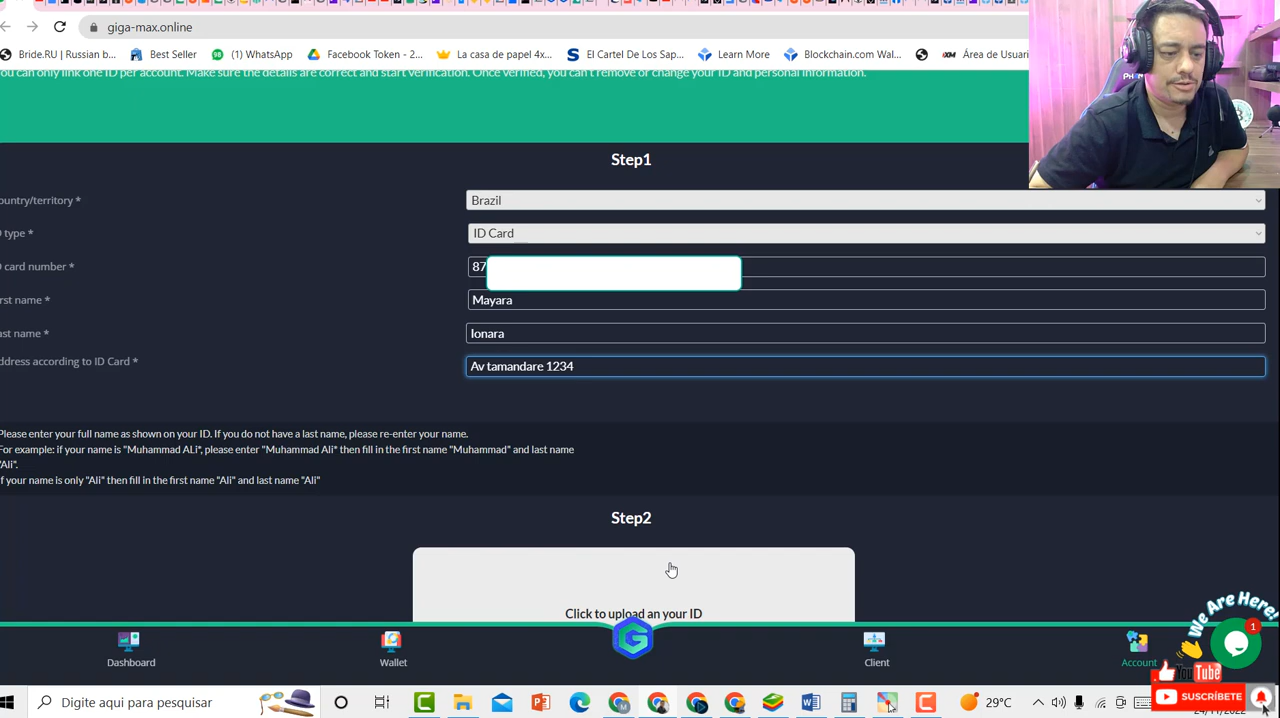 giga-max.online
Bride.RU | Russian b...
Best Seller
(1) WhatsApp
Facebook Token - 2...
La casa de papel 4x...
El Cartel De Los Sap...
Learn More
Blockchain.com Wal...
Área de Usuari
ou can only link one ID per account. Make sure the details are correct and start verification. Once verified, you can't remove or change your ID and personal information.
Step1
ountry/territory *
Brazil
D type *
ID Card
D card number *
87
irst name *
Mayara
ast name *
Ionara
ddress according to ID Card *
Av tamandare 1234
Please enter your full name as shown on your ID. If you do not have a last name, please re-enter your name.
For example: if your name is "Muhammad ALi", please enter "Muhammad Ali" then fill in the first name "Muhammad" and last name
"Ali".
f your name is only "Ali" then fill in the first name "Ali" and last name "Ali"
Step2
Click to upload an your ID
We Are Here!
1
Dashboard
Wallet
Client
Account
YouTube
SUSCRÍBETE
Digite aqui para pesquisar
29°C
24/11/2022